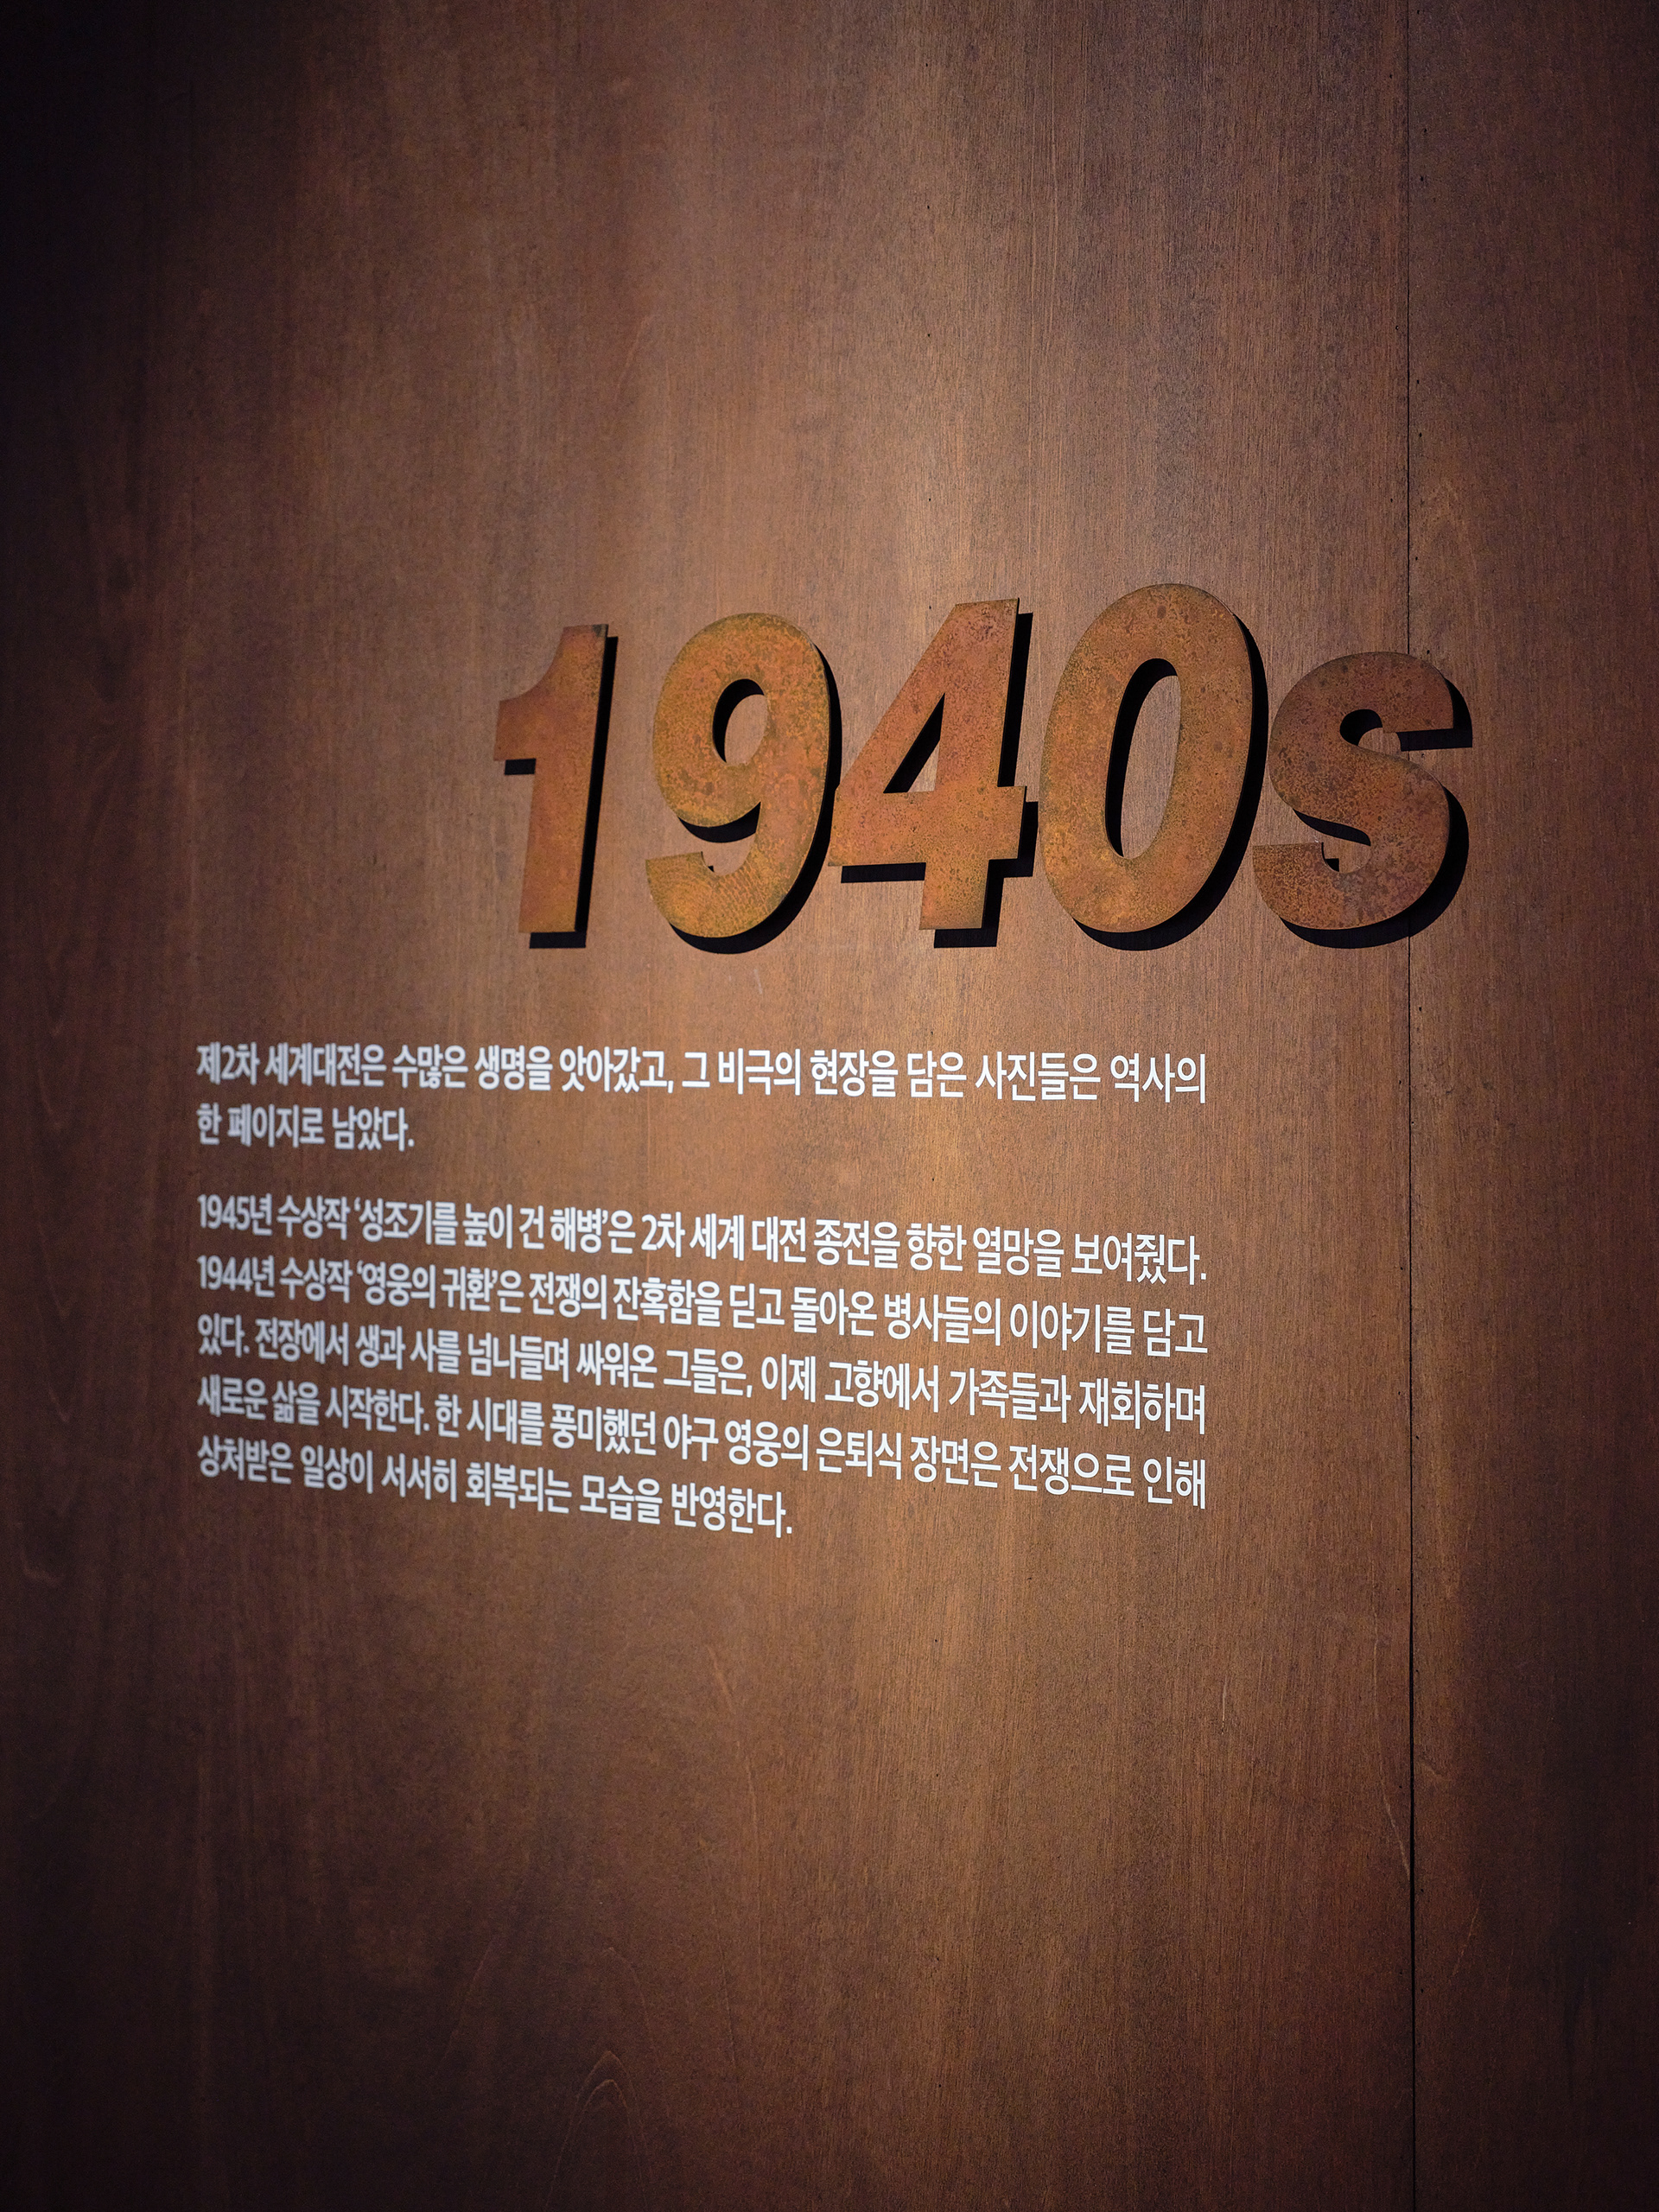 1940s
제2차 세계대전은 수많은 생명을 앗아갔고, 그 비극의 현장을 담은 사진들은 역사의
한 페이지로 남았다.
1945년 수상작 ‘성조기를 높이 건 해병’은 2차 세계 대전 종전을 향한 열망을 보여줬다.
1944년 수상작 ‘영웅의 귀환’은 전쟁의 잔혹함을 딛고 돌아온 병사들의 이야기를 담고
있다. 전장에서 생과 사를 넘나들며 싸워온 그들은, 이제 고향에서 가족들과 재회하며
새로운 삶을 시작한다. 한 시대를 풍미했던 야구 영웅의 은퇴식 장면은 전쟁으로 인해
상처받은 일상이 서서히 회복되는 모습을 반영한다.